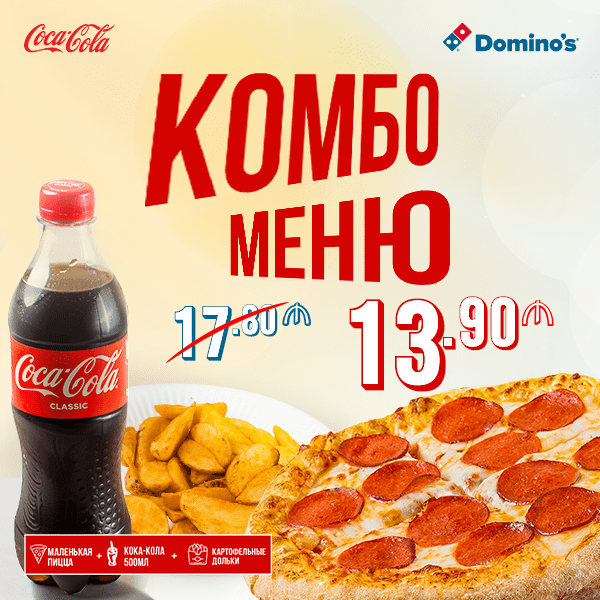 Coca-Cola
Domino's
КОМБО
МЕНЮ
17.80 ₼
13.90 ₼
Coca-Cola
CLASSIC
МАЛЕНЬКАЯ
ПИЦЦА
+
КОКА-КОЛА
500МЛ
+
КАРТОФЕЛЬНЫЕ
ДОЛЬКИ